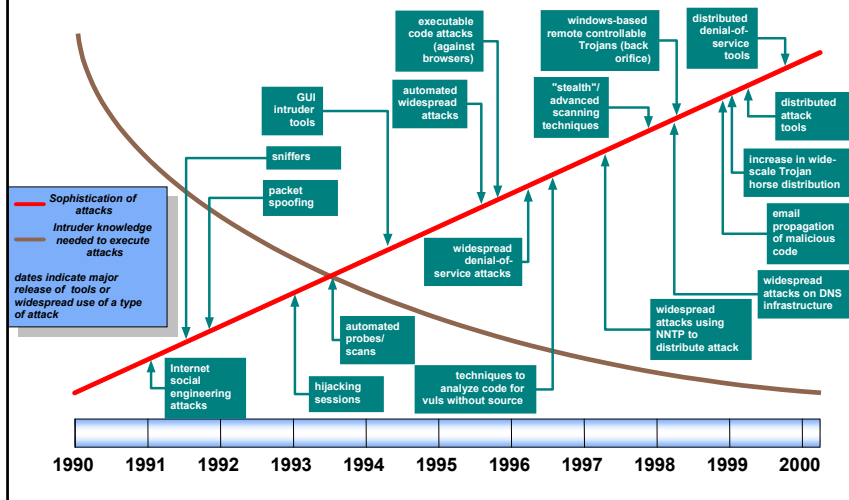 executable
code attacks
(against
browsers)
windows-based
remote controllable
Trojans (back
orifice)
distributed
denial-of-
service
tools
GUI
intruder
tools
automated
widespread
attacks
"stealth"/
advanced
scanning
techniques
distributed
attack
tools
sniffers
packet
spoofing
increase in wide-
scale Trojan
horse distribution
Sophistication of
attacks
Intruder knowledge
needed to execute
attacks
dates indicate major
release of tools or
widespread use of a type
of attack
widespread
denial-of-
service attacks
email
propagation
of malicious
code
widespread
attacks on DNS
infrastructure
automated
probes/
scans
widespread
attacks using
NNTP to
distribute attack
Internet
social
engineering
attacks
hijacking
sessions
techniques to
analyze code for
vuls without source
1990 1991 1992 1993 1994 1995 1996 1997 1998 1999 2000